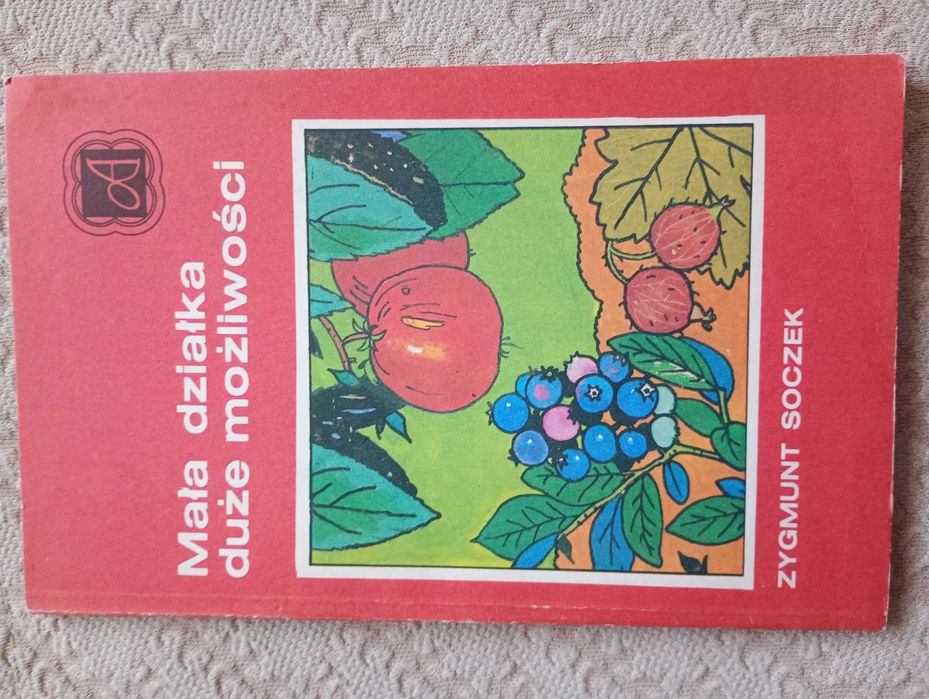 Mała działka
duże możliwości
ZYGMUNT SOCZEK